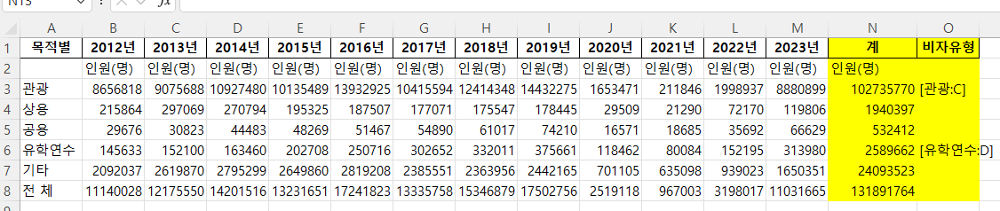 N13 fx
A B C D E F G H I J K L M N O
1 목적별 2012년 2013년 2014년 2015년 2016년 2017년 2018년 2019년 2020년 2021년 2022년 2023년 계 비자유형
2 인원(명) 인원(명) 인원(명) 인원(명) 인원(명) 인원(명) 인원(명) 인원(명) 인원(명) 인원(명) 인원(명) 인원(명) 인원(명)
3 관광 8656818 9075688 10927480 10135489 13932925 10415594 12414348 14432275 1653471 211846 1998937 8880899 102735770 [관광:C]
4 상용 215864 297069 270794 195325 187507 177071 175547 178445 29509 21290 72170 119806 1940397
5 공용 29676 30823 44483 48269 51467 54890 61017 74210 16571 18685 35692 66629 532412
6 유학연수 145633 152100 163460 202708 250716 302652 332011 375661 118462 80084 152195 313980 2589662 [유학연수:D]
7 기타 2092037 2619870 2795299 2649860 2819208 2385551 2363956 2442165 701105 635098 939023 1650351 24093523
8 전 체 11140028 12175550 14201516 13231651 17241823 13335758 15346879 17502756 2519118 967003 3198017 11031665 131891764